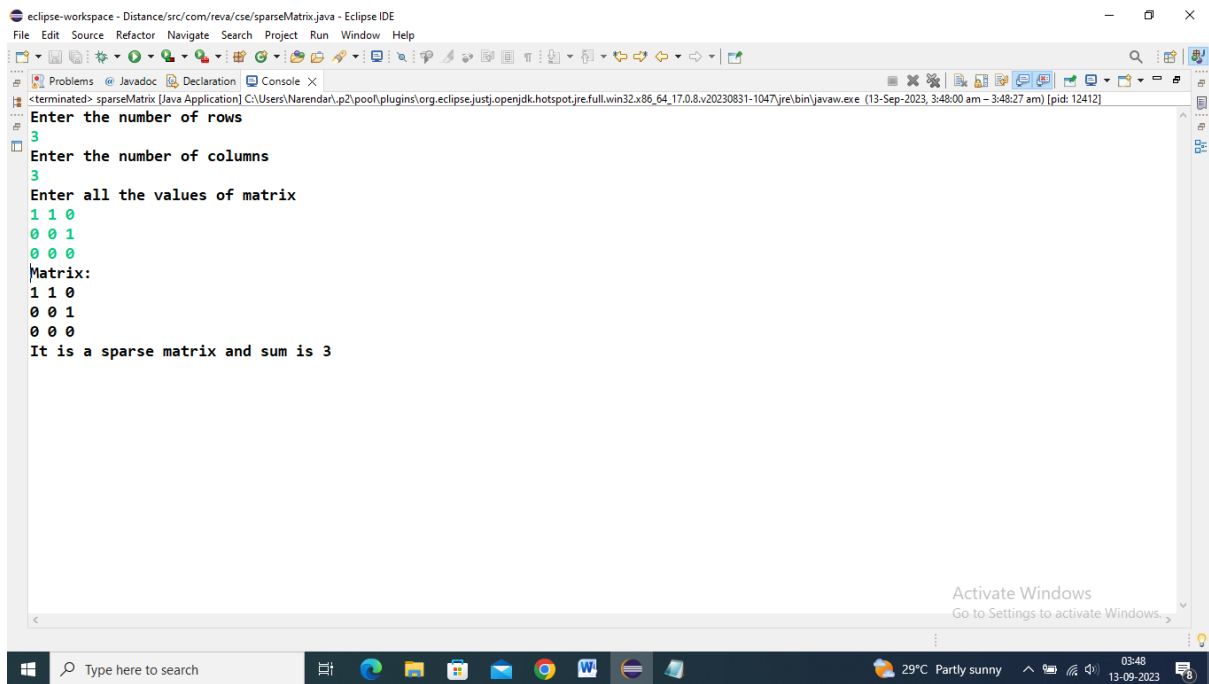 eclipse-workspace - Distance/src/com/reva/cse/sparseMatrix.java - Eclipse IDE
File Edit Source Refactor Navigate Search Project Run Window Help
Problems @ Javadoc Declaration Console
<terminated> sparseMatrix [Java Application] C:\Users\Narendar\.p2\pool\plugins\org.eclipse.justj.openjdk.hotspot.jre.full.win32.x86_64_17.0.8.v20230831-1047\jre\bin\javaw.exe (13-Sep-2023, 3:48:00 am – 3:48:27 am) [pid: 12412]
Enter the number of rows
3
Enter the number of columns
3
Enter all the values of matrix
1 1 0
0 0 1
0 0 0
Matrix:
1 1 0
0 0 1
0 0 0
It is a sparse matrix and sum is 3
Activate Windows
Go to Settings to activate Windows.
Type here to search
29°C Partly sunny
03:48
13-09-2023
8